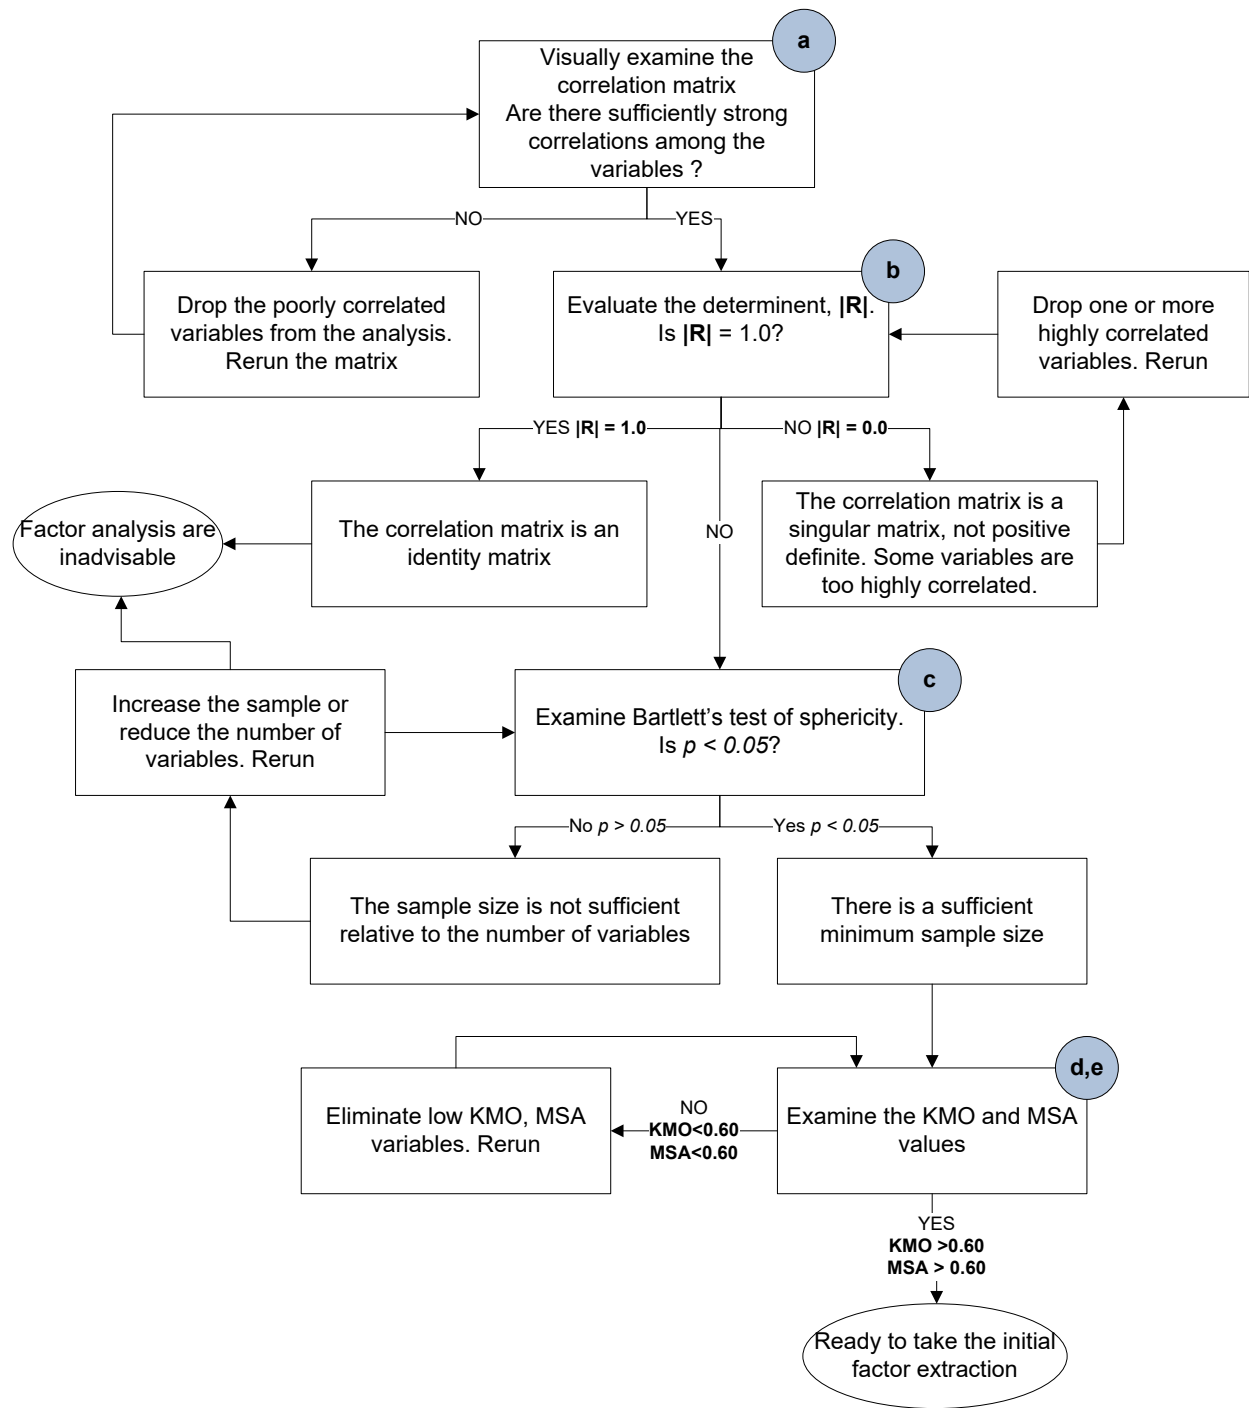 a
Visually examine the
correlation matrix
Are there sufficiently strong
correlations among the
variables ?
NO
YES
Drop the poorly correlated
variables from the analysis.
Rerun the matrix
b
Evaluate the determinent, |R|.
Is |R| = 1.0?
Drop one or more
highly correlated
variables. Rerun
YES |R| = 1.0
NO |R| = 0.0
Factor analysis are
inadvisable
The correlation matrix is an
identity matrix
NO
The correlation matrix is a
singular matrix, not positive
definite. Some variables are
too highly correlated.
Increase the sample or
reduce the number of
variables. Rerun
c
Examine Bartlett’s test of sphericity.
Is p < 0.05?
No p > 0.05
Yes p < 0.05
The sample size is not sufficient
relative to the number of variables
There is a sufficient
minimum sample size
Eliminate low KMO, MSA
variables. Rerun
NO
KMO<0.60
MSA<0.60
d,e
Examine the KMO and MSA
values
YES
KMO >0.60
MSA > 0.60
Ready to take the initial
factor extraction